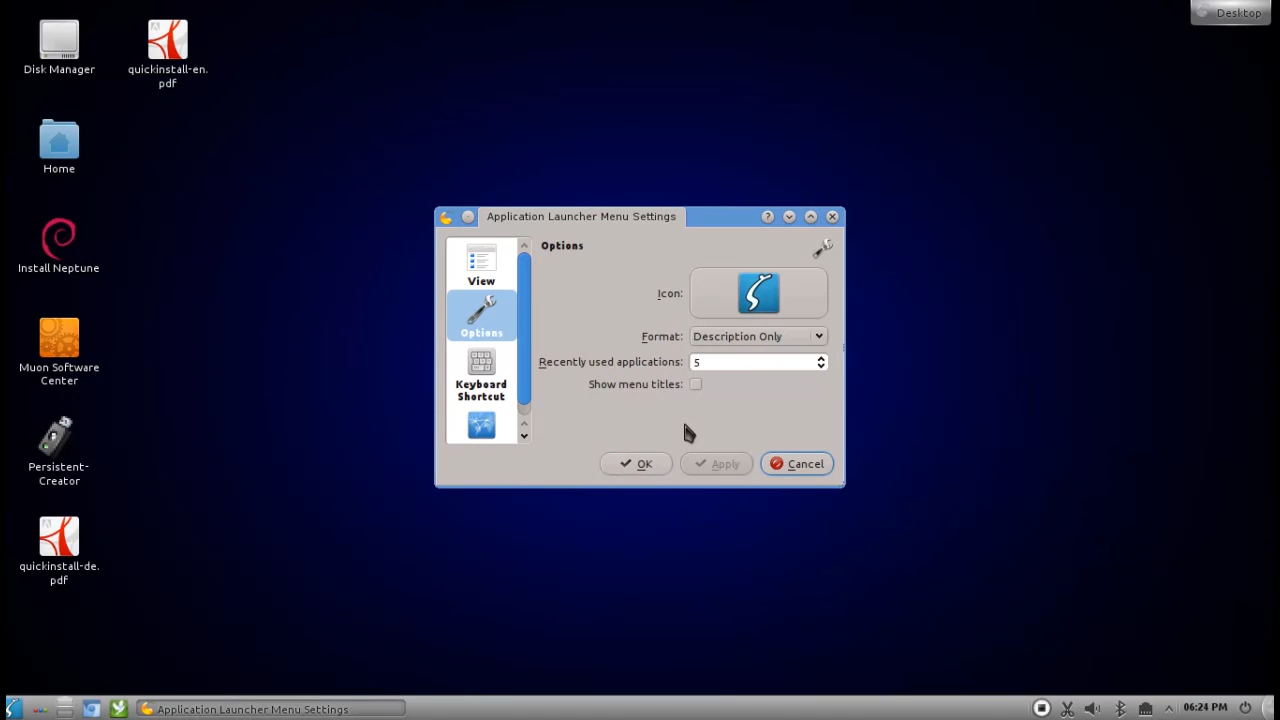 Desktop
Disk Manager
quickinstall-en.
pdf
Home
Install Neptune
Muon Software
Center
Persistent-
Creator
quickinstall-de.
pdf
Application Launcher Menu Settings
View
Options
Keyboard
Shortcut
Options
Icon:
Format: Description Only
Recently used applications: 5
Show menu titles:
OK Apply Cancel
Application Launcher Menu Settings
06:24 PM